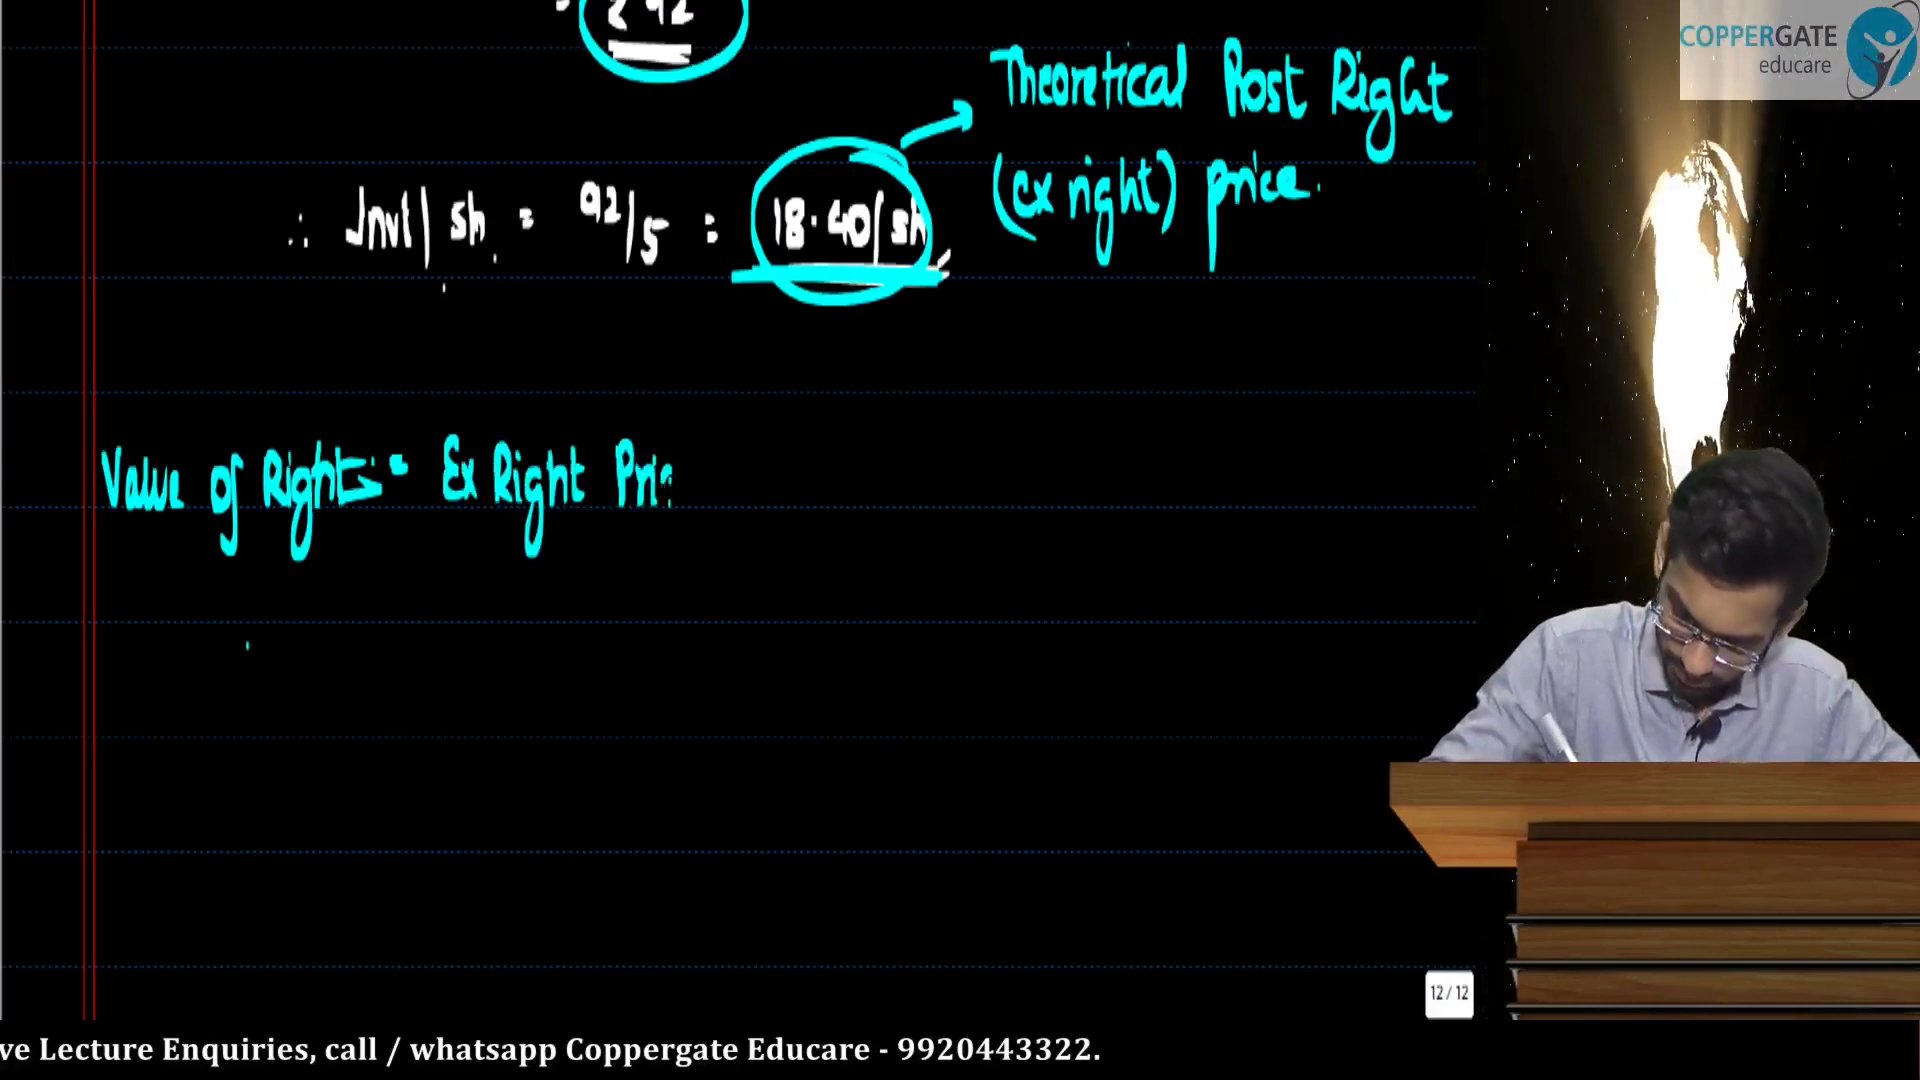 COPPERGATE
educare
₹92
Theoretical Post Right
(ex right) price.
∴ Invt/sh. = 92/5 = 18.40/sh
Value of Rights = Ex Right Pri
12 / 12
ve Lecture Enquiries, call / whatsapp Coppergate Educare - 9920443322.